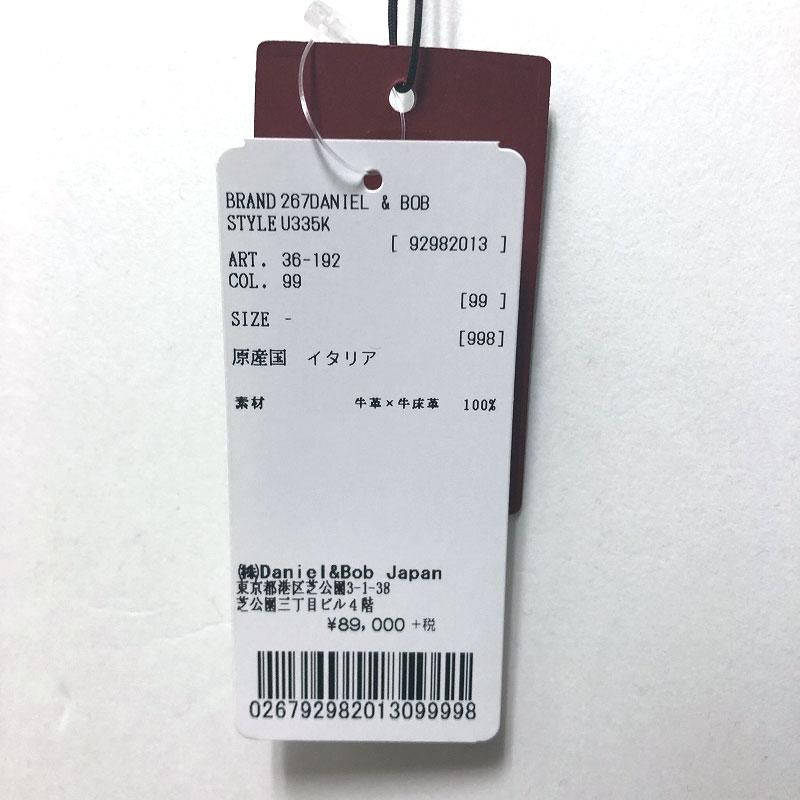 BRAND 267DANIEL & BOB
STYLE U335K
[ 92982013 ]
ART. 36-192
COL. 99
[99 ]
SIZE -
[998]
原産国 イタリア
素材 牛革×牛床革 100%
㈱Daniel&Bob Japan
東京都港区芝公園3-1-38
芝公園三丁目ビル4階
¥89,000 +税
026792982013099998